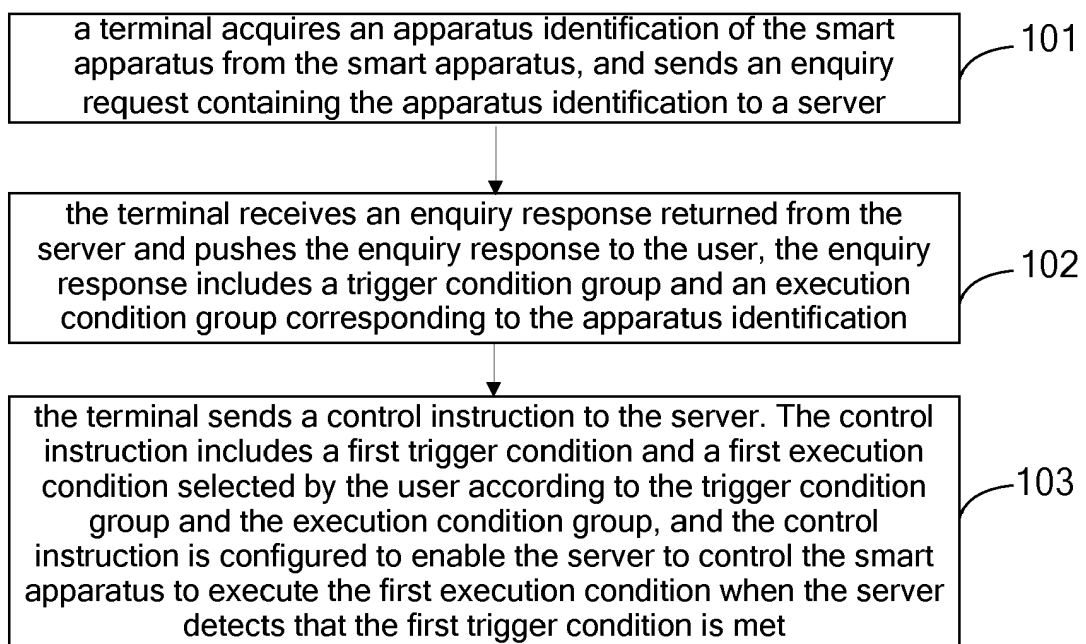 a terminal acquires an apparatus identification of the smart
apparatus from the smart apparatus, and sends an enquiry
request containing the apparatus identification to a server
101
the terminal receives an enquiry response returned from the
server and pushes the enquiry response to the user, the enquiry
response includes a trigger condition group and an execution
condition group corresponding to the apparatus identification
102
the terminal sends a control instruction to the server. The control
instruction includes a first trigger condition and a first execution
condition selected by the user according to the trigger condition
group and the execution condition group, and the control
instruction is configured to enable the server to control the smart
apparatus to execute the first execution condition when the server
detects that the first trigger condition is met
103